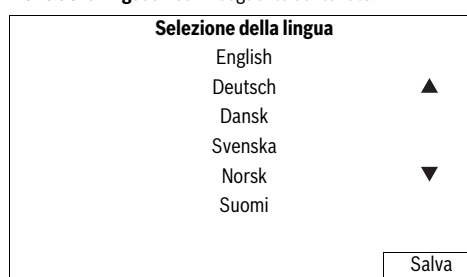 Selezione della lingua
English
Deutsch
Dansk
Svenska
Norsk
Suomi
Salva